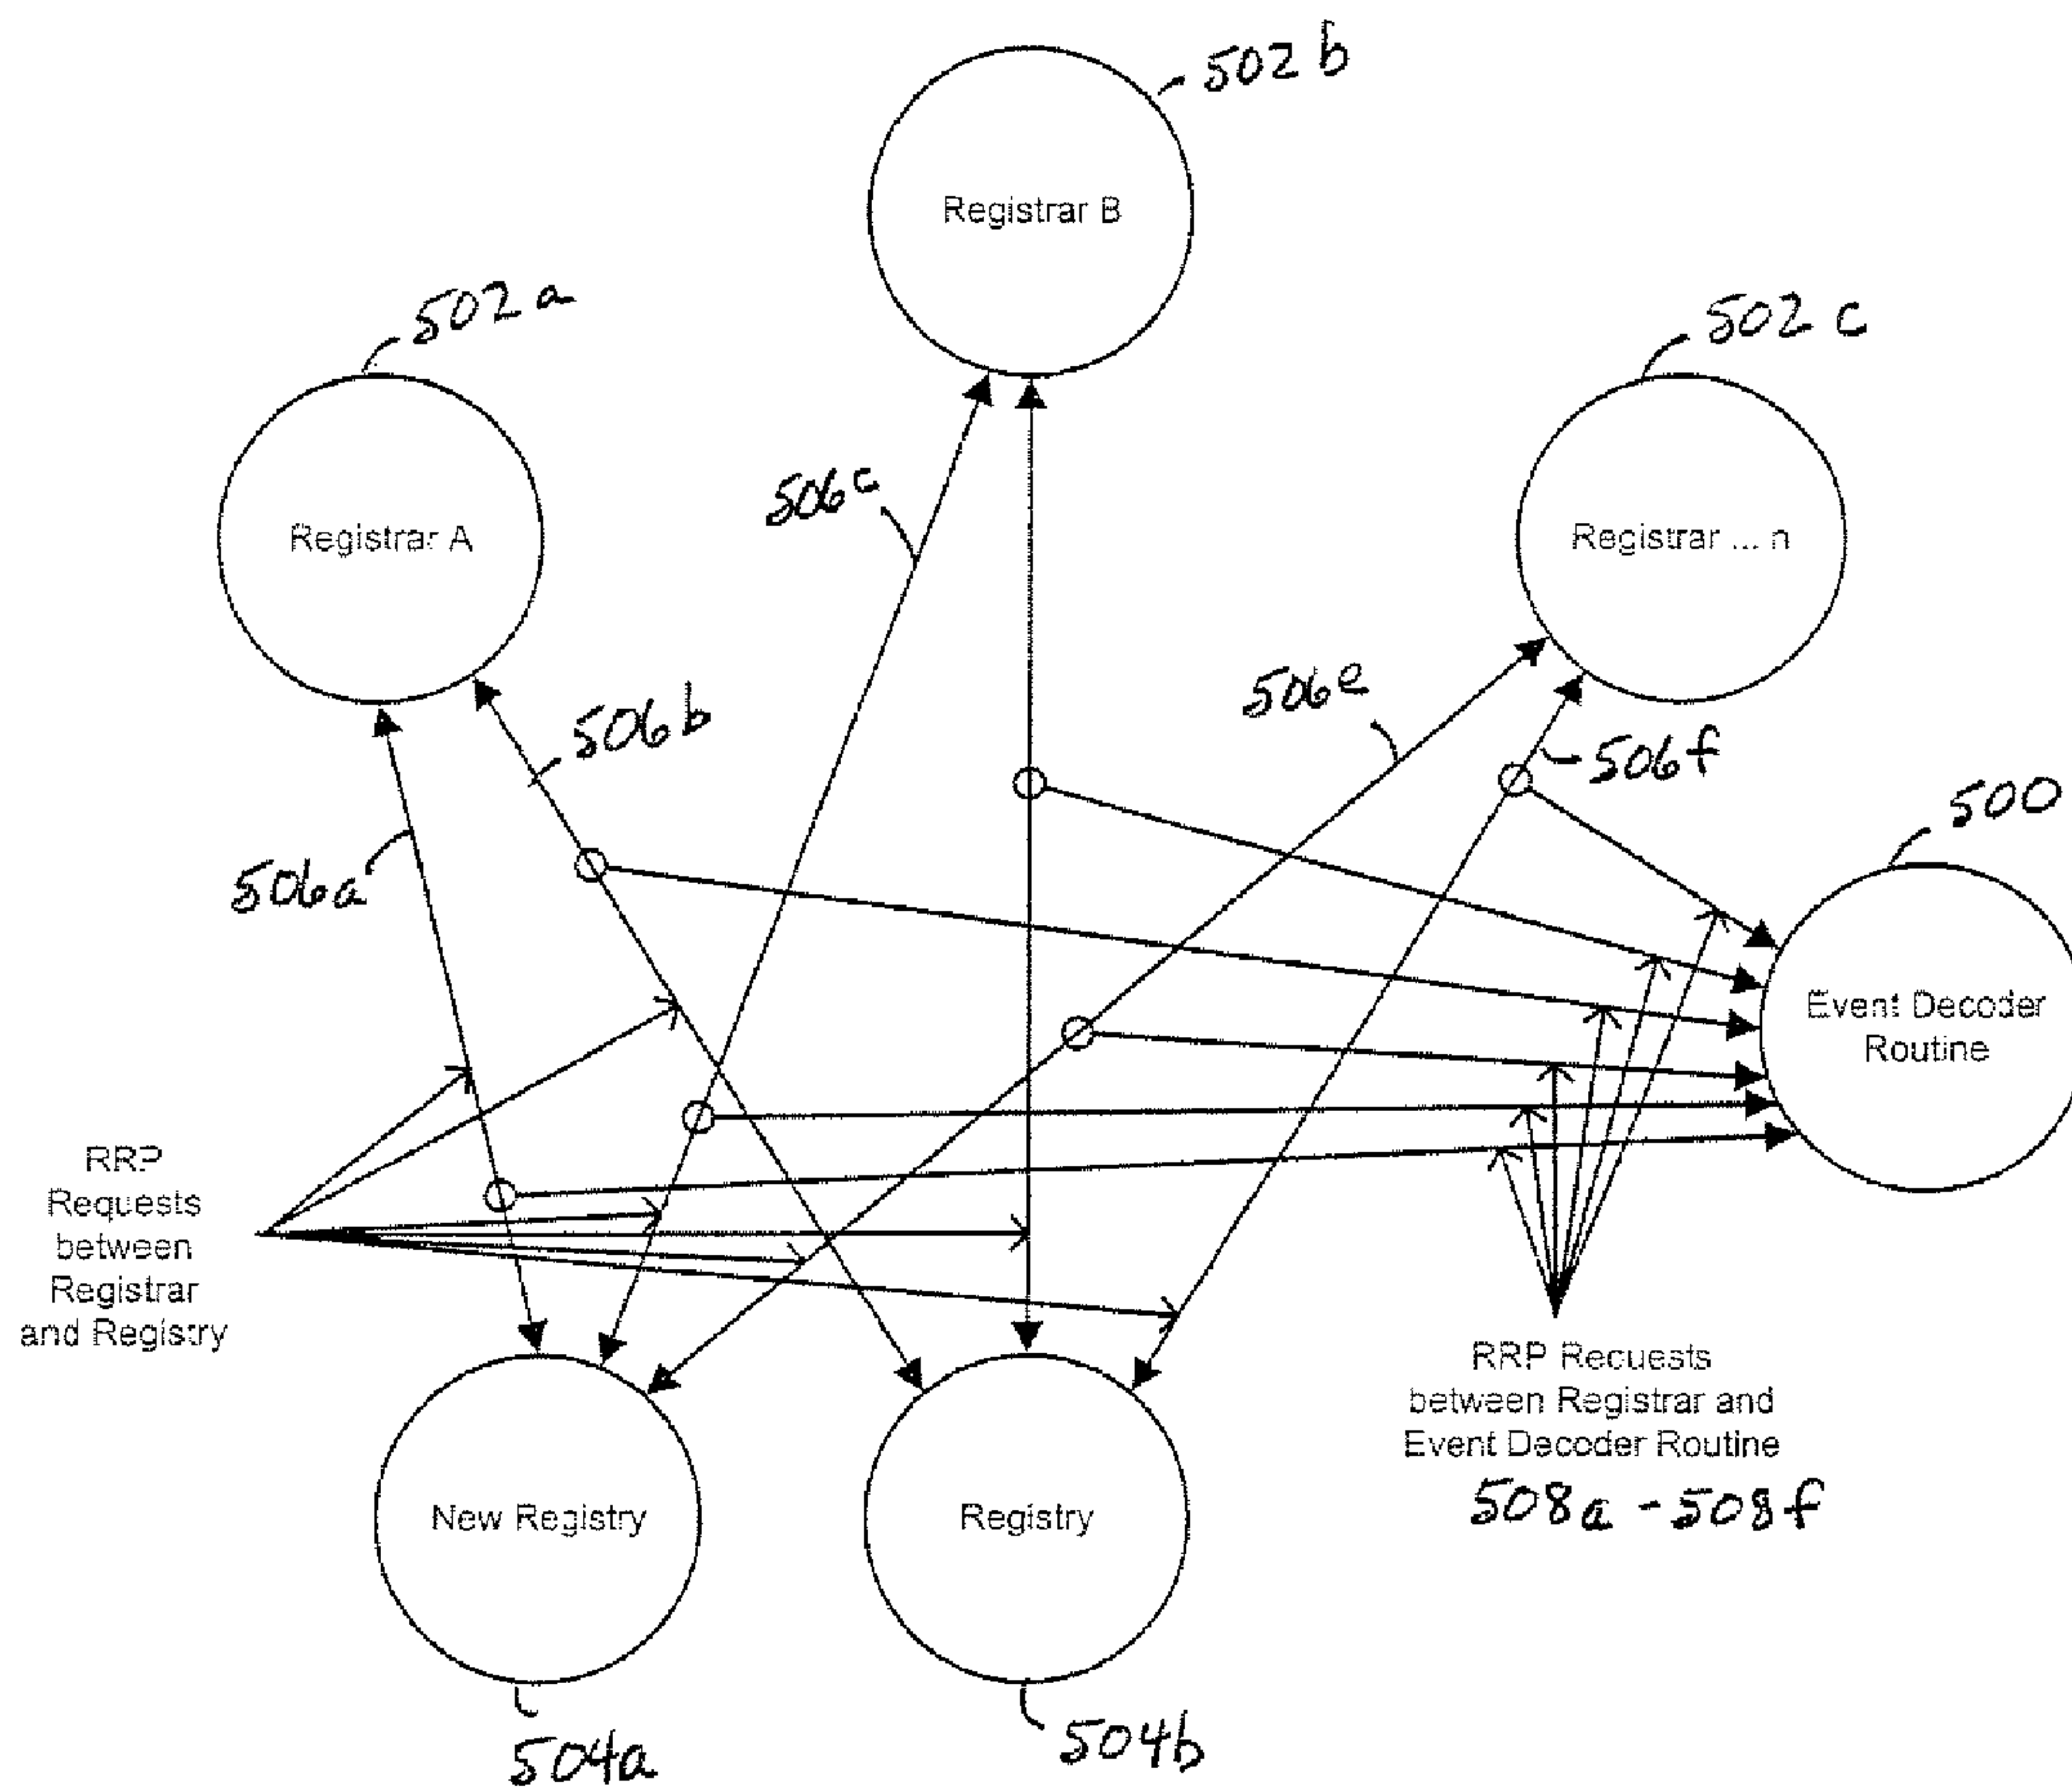 502b
Registrar B
502a
502c
Registrar A
Registrar ... n
506c
506b
506e
506f
506a
500
Event Decoder
Routine
RRP
Requests
between
Registrar
and Registry
RRP Requests
between Registrar and
Event Decoder Routine
508a - 508f
New Registry
Registry
504a
504b